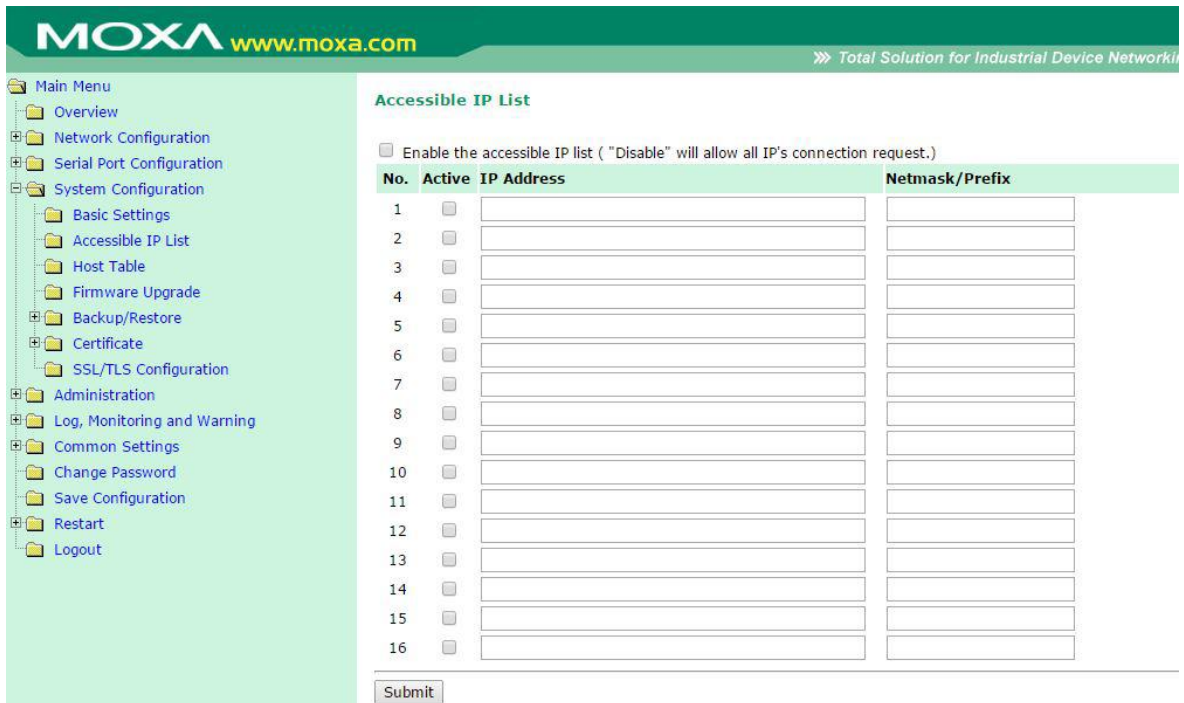 MOXA www.moxa.com
Total Solution for Industrial Device Networkin
Main Menu
Overview
Network Configuration
Serial Port Configuration
System Configuration
Basic Settings
Accessible IP List
Host Table
Firmware Upgrade
Backup/Restore
Certificate
SSL/TLS Configuration
Administration
Log, Monitoring and Warning
Common Settings
Change Password
Save Configuration
Restart
Logout
Accessible IP List
Enable the accessible IP list ( "Disable" will allow all IP's connection request.)
No. Active IP Address Netmask/Prefix
1
2
3
4
5
6
7
8
9
10
11
12
13
14
15
16
Submit